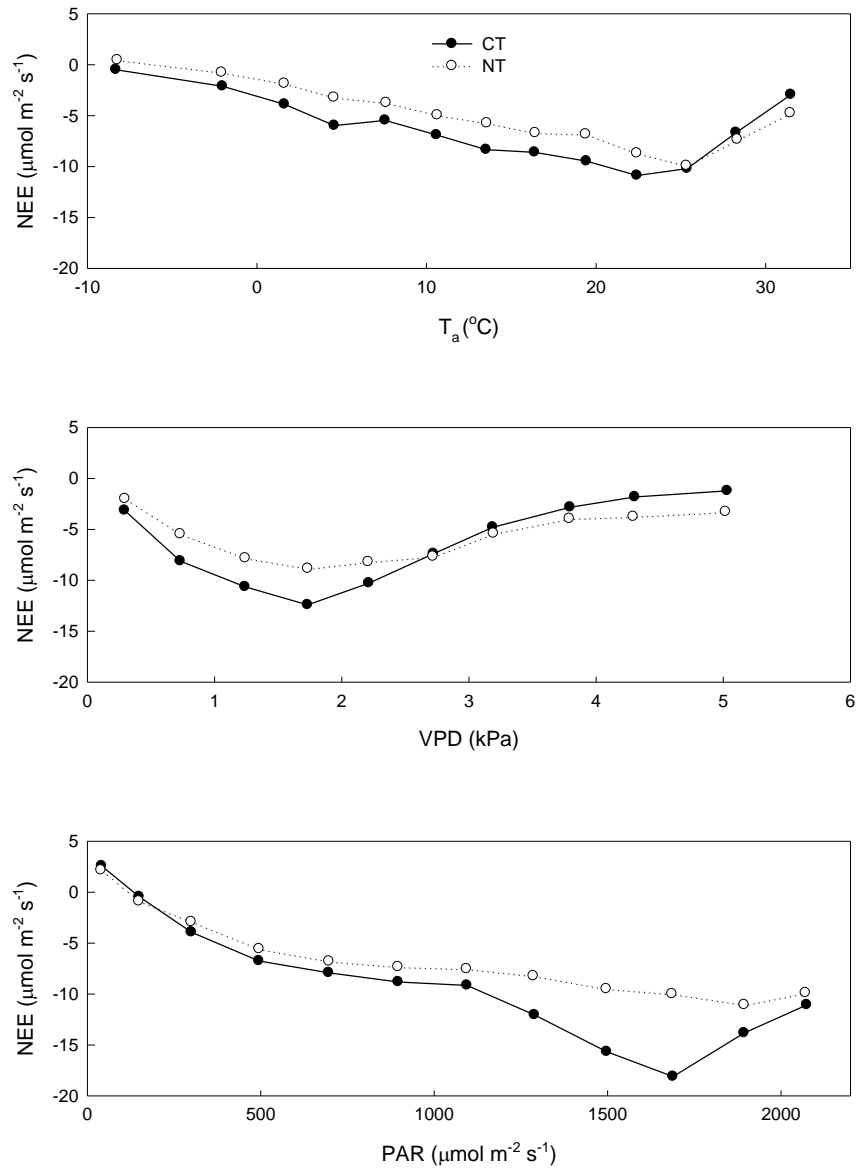 5
CT
NT
0
-5
-10
-15
-20
NEE (μmol m⁻² s⁻¹)
-10 0 10 20 30
Tₐ (°C)
5
0
-5
-10
-15
-20
NEE (μmol m⁻² s⁻¹)
0 1 2 3 4 5 6
VPD (kPa)
5
0
-5
-10
-15
-20
NEE (μmol m⁻² s⁻¹)
0 500 1000 1500 2000
PAR (μmol m⁻² s⁻¹)